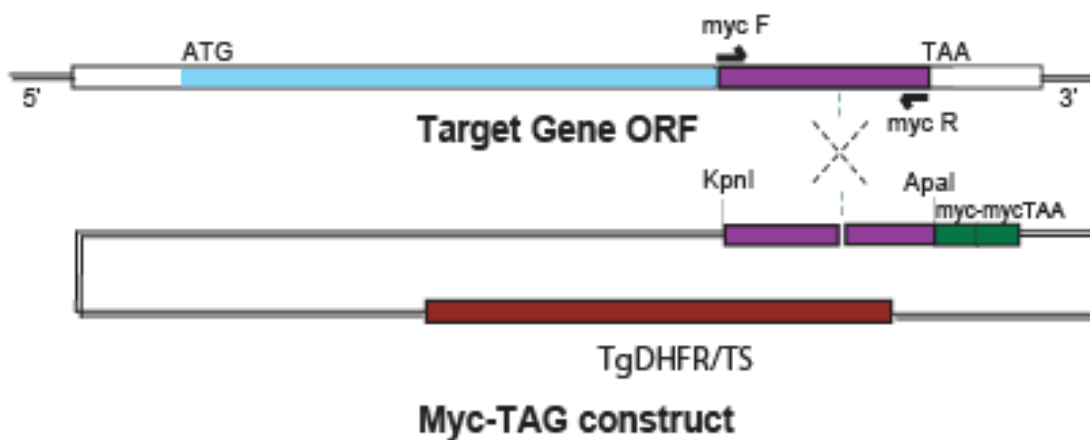 myc F
ATG
TAA
5'
3'
Target Gene ORF
myc R
KpnI
ApaI
myc-mycTAA
TgDHFR/TS
Myc-TAG construct